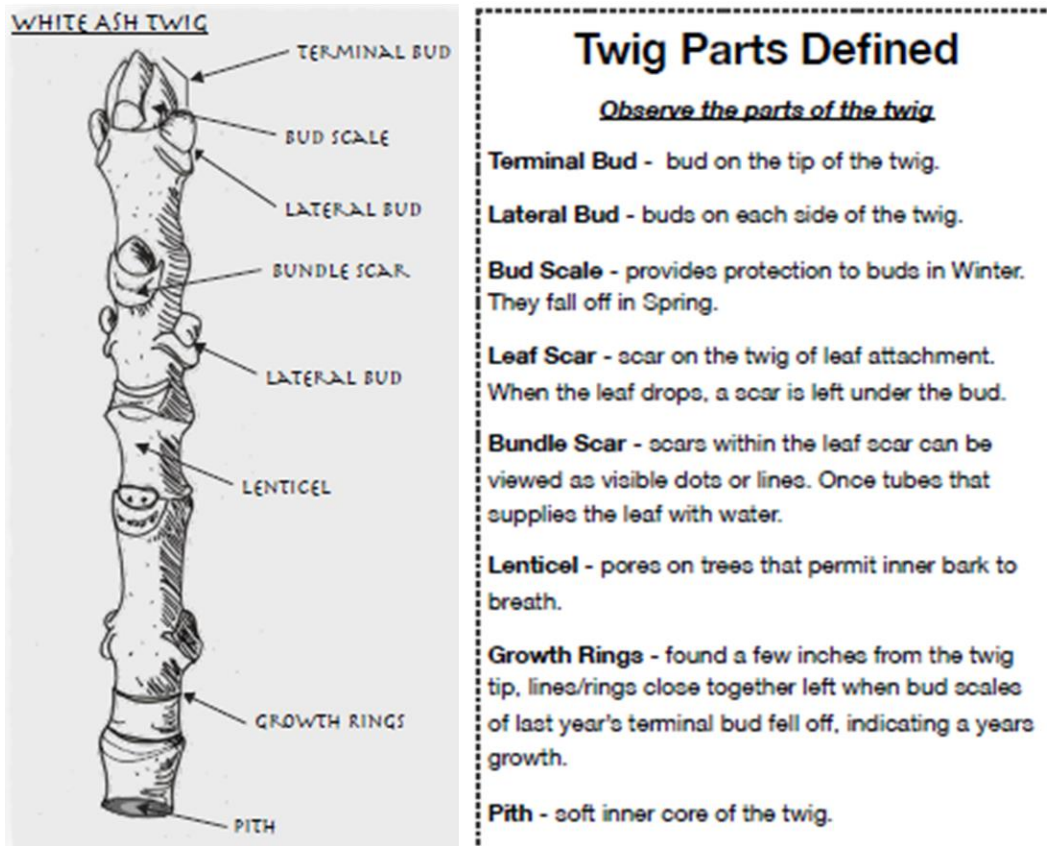 WHITE ASH TWIG
TERMINAL BUD
BUD SCALE
LATERAL BUD
BUNDLE SCAR
LATERAL BUD
LENTICEL
GROWTH RINGS
PITH
Twig Parts Defined
Observe the parts of the twig
Terminal Bud - bud on the tip of the twig.
Lateral Bud - buds on each side of the twig.
Bud Scale - provides protection to buds in Winter.
They fall off in Spring.
Leaf Scar - scar on the twig of leaf attachment.
When the leaf drops, a scar is left under the bud.
Bundle Scar - scars within the leaf scar can be
viewed as visible dots or lines. Once tubes that
supplies the leaf with water.
Lenticel - pores on trees that permit inner bark to
breath.
Growth Rings - found a few inches from the twig
tip, lines/rings close together left when bud scales
of last year's terminal bud fell off, indicating a years
growth.
Pith - soft inner core of the twig.